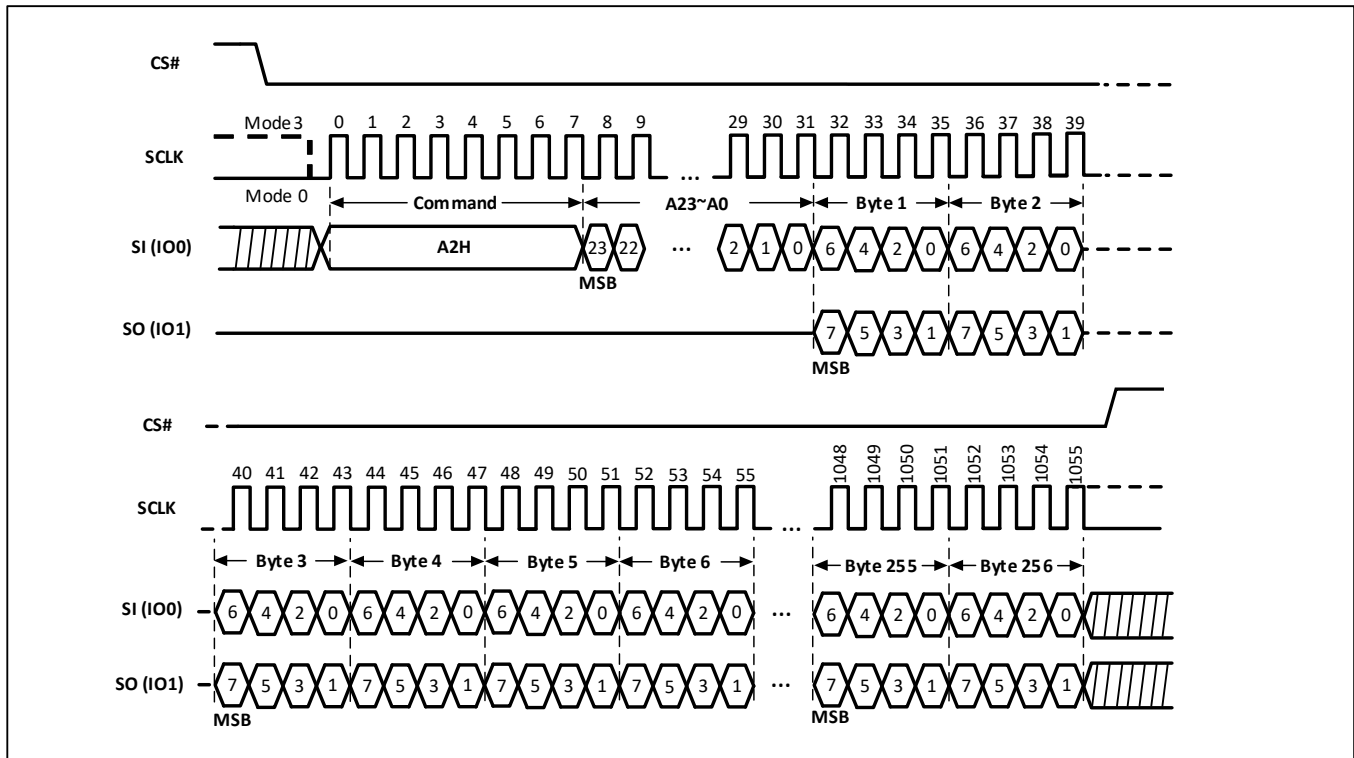 CS#
Mode 3
0 1 2 3 4 5 6 7 8 9 29 30 31 32 33 34 35 36 37 38 39
SCLK
...
Mode 0
Command A23~A0 Byte 1 Byte 2
SI (IO0) A2H 23 22 ... 2 1 0 6 4 2 0 6 4 2 0
MSB
SO (IO1) 7 5 3 1 7 5 3 1
MSB
CS#
40 41 42 43 44 45 46 47 48 49 50 51 52 53 54 55 1048 1049 1050 1051 1052 1053 1054 1055
SCLK ...
Byte 3 Byte 4 Byte 5 Byte 6 Byte 255 Byte 256
SI (IO0) 6 4 2 0 6 4 2 0 6 4 2 0 6 4 2 0 ... 6 4 2 0 6 4 2 0
SO (IO1) 7 5 3 1 7 5 3 1 7 5 3 1 7 5 3 1 ... 7 5 3 1 7 5 3 1
MSB MSB